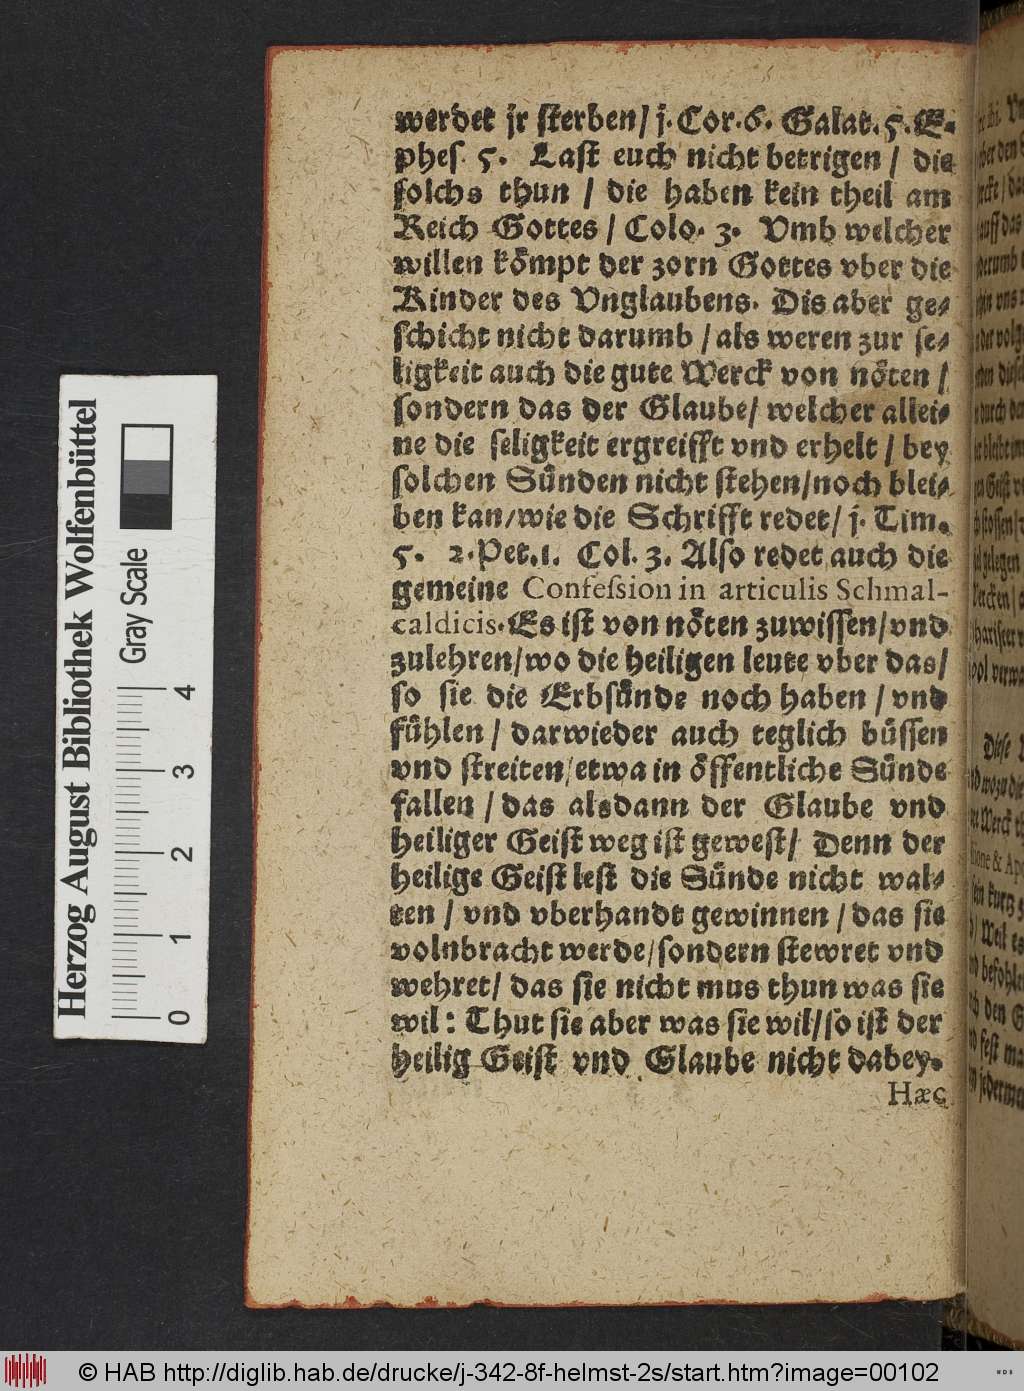 werdet jr sterben/ j. Cor. 6. Galat. 5. E-
phes 5. Last euch nicht betrigen / die
solchs thun / die haben kein theil am
Reich Gottes / Colo. 3. Vmb welcher
willen kömpt der zorn Gottes vber die
Kinder des Vnglaubens. Dis aber ge-
schicht nicht darumb / als weren zur se-
ligkeit auch die gute Werck von nöten /
sondern das der Glaube/ welcher allei-
ne die seligkeit ergreifft vnd erhelt / bey
solchen Sünden nicht stehen/noch blei-
ben kan/wie die Schrifft redet/ j. Tim.
5. 2. Pet. 1. Col. 3. Also redet auch die
gemeine Confession in articulis Schmal-
caldicis. Es ist von nöten zuwissen/vnd
zulehren/wo die heiligen leute vber das/
so sie die Erbsünde noch haben / vnd
fühlen / darwieder auch teglich büssen
vnd streiten/etwa in öffentliche Sünde
fallen / das alsdann der Glaube vnd
heiliger Geist weg ist gewest/ Denn der
heilige Geist lest die Sünde nicht wal-
ten / vnd vberhandt gewinnen / das sie
volnbracht werde/sondern stewret vnd
wehret/ das sie nicht mus thun was sie
wil: Thut sie aber was sie wil/so ist der
heilig Geist vnd Glaube nicht dabey.
Hæc
Herzog August Bibliothek Wolfenbüttel
Gray Scale
0 1 2 3 4
© HAB http://diglib.hab.de/drucke/j-342-8f-helmst-2s/start.htm?image=00102